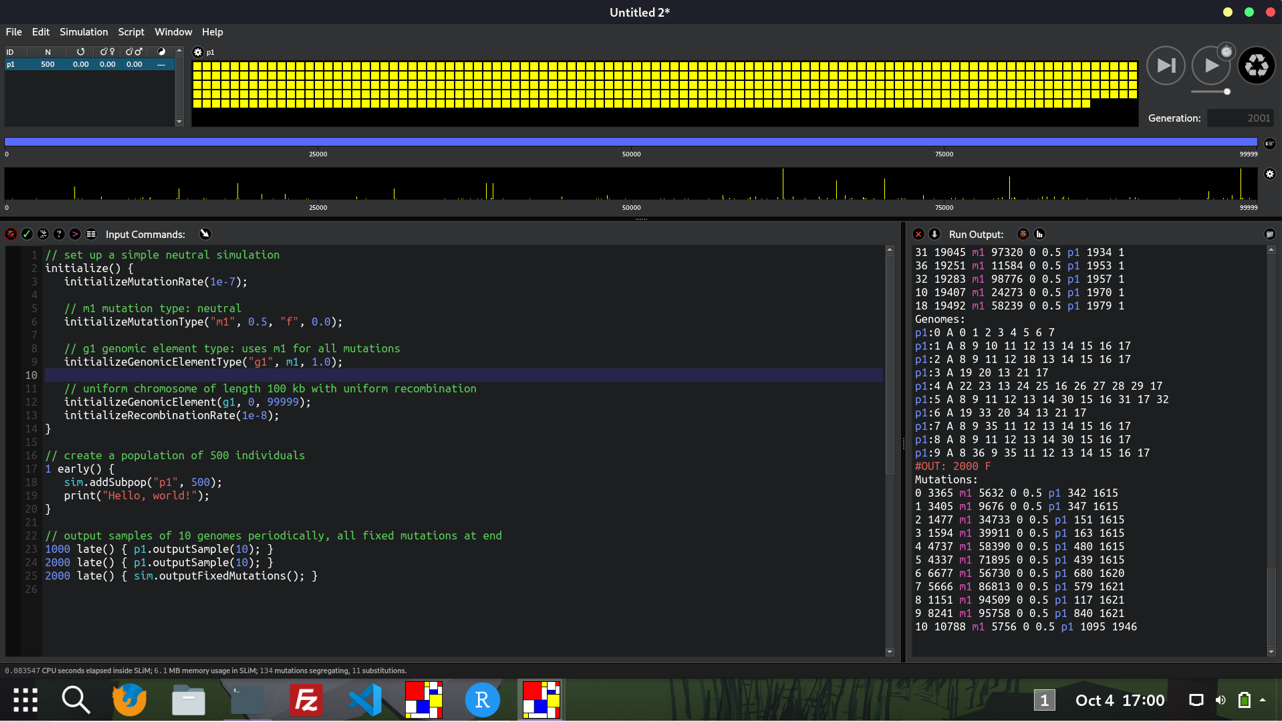 Untitled 2*
File Edit Simulation Script Window Help
ID N
p1 500 0.00 0.00 0.00 —
p1
Generation: 2001
0 25000 50000 75000 99999
0 25000 50000 75000 99999
Input Commands:
1 // set up a simple neutral simulation
2 initialize() {
3 initializeMutationRate(1e-7);
4
5 // m1 mutation type: neutral
6 initializeMutationType("m1", 0.5, "f", 0.0);
7
8 // g1 genomic element type: uses m1 for all mutations
9 initializeGenomicElementType("g1", m1, 1.0);
10
11 // uniform chromosome of length 100 kb with uniform recombination
12 initializeGenomicElement(g1, 0, 99999);
13 initializeRecombinationRate(1e-8);
14 }
15
16 // create a population of 500 individuals
17 1 early() {
18 sim.addSubpop("p1", 500);
19 print("Hello, world!");
20 }
21
22 // output samples of 10 genomes periodically, all fixed mutations at end
23 1000 late() { p1.outputSample(10); }
24 2000 late() { p1.outputSample(10); }
25 2000 late() { sim.outputFixedMutations(); }
26
Run Output:
31 19045 m1 97320 0 0.5 p1 1934 1
36 19251 m1 11584 0 0.5 p1 1953 1
32 19283 m1 98776 0 0.5 p1 1957 1
10 19407 m1 24273 0 0.5 p1 1970 1
18 19492 m1 58239 0 0.5 p1 1979 1
Genomes:
p1:0 A 0 1 2 3 4 5 6 7
p1:1 A 8 9 10 11 12 13 14 15 16 17
p1:2 A 8 9 11 12 18 13 14 15 16 17
p1:3 A 19 20 13 21 17
p1:4 A 22 23 13 24 25 16 26 27 28 29 17
p1:5 A 8 9 11 12 13 14 30 15 16 31 17 32
p1:6 A 19 33 20 34 13 21 17
p1:7 A 8 9 35 11 12 13 14 15 16 17
p1:8 A 8 9 11 12 13 14 30 15 16 17
p1:9 A 8 36 9 35 11 12 13 14 15 16 17
#OUT: 2000 F
Mutations:
0 3365 m1 5632 0 0.5 p1 342 1615
1 3405 m1 9676 0 0.5 p1 347 1615
2 1477 m1 34733 0 0.5 p1 151 1615
3 1594 m1 39911 0 0.5 p1 163 1615
4 4737 m1 58390 0 0.5 p1 480 1615
5 4337 m1 71895 0 0.5 p1 439 1615
6 6677 m1 56730 0 0.5 p1 680 1620
7 5666 m1 86813 0 0.5 p1 579 1621
8 1151 m1 94509 0 0.5 p1 117 1621
9 8241 m1 95758 0 0.5 p1 840 1621
10 10788 m1 5756 0 0.5 p1 1095 1946
0.083547 CPU seconds elapsed inside SLiM; 6.1 MB memory usage in SLiM; 134 mutations segregating, 11 substitutions.
Fz R 1 Oct 4 17:00